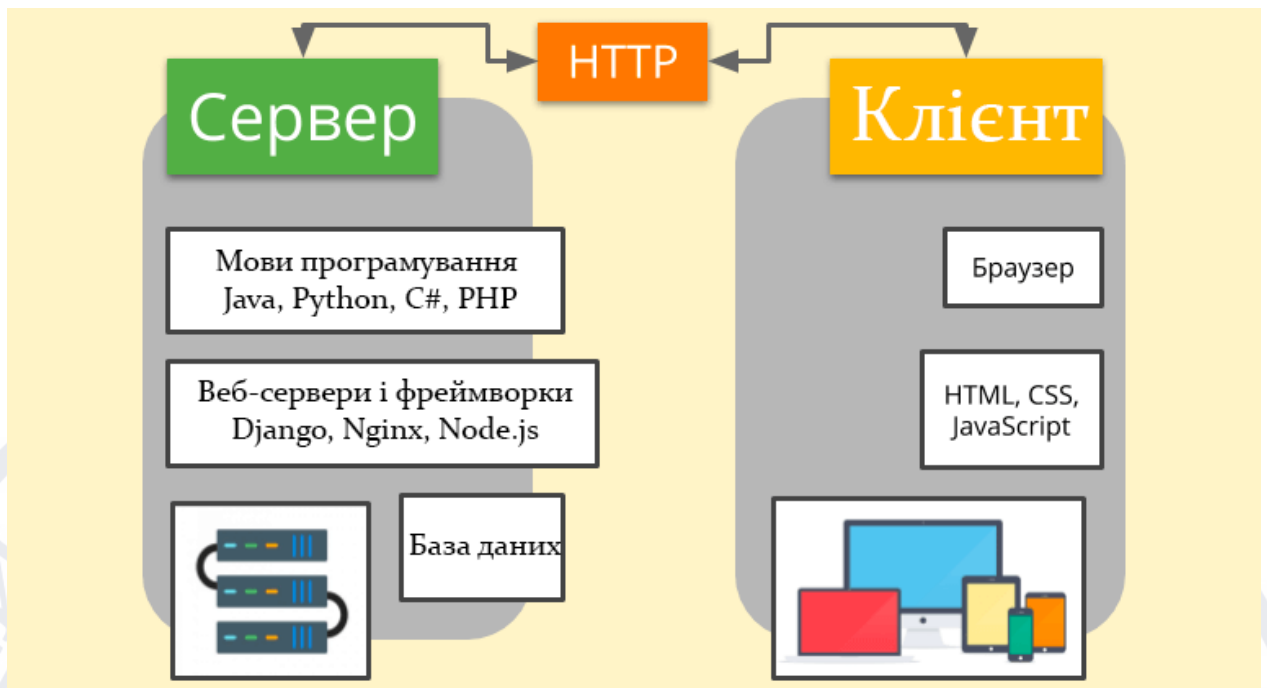 HTTP
Сервер
Клієнт
Мови програмування
Java, Python, C#, PHP
Веб-сервери і фреймворки
Django, Nginx, Node.js
База даних
Браузер
HTML, CSS,
JavaScript